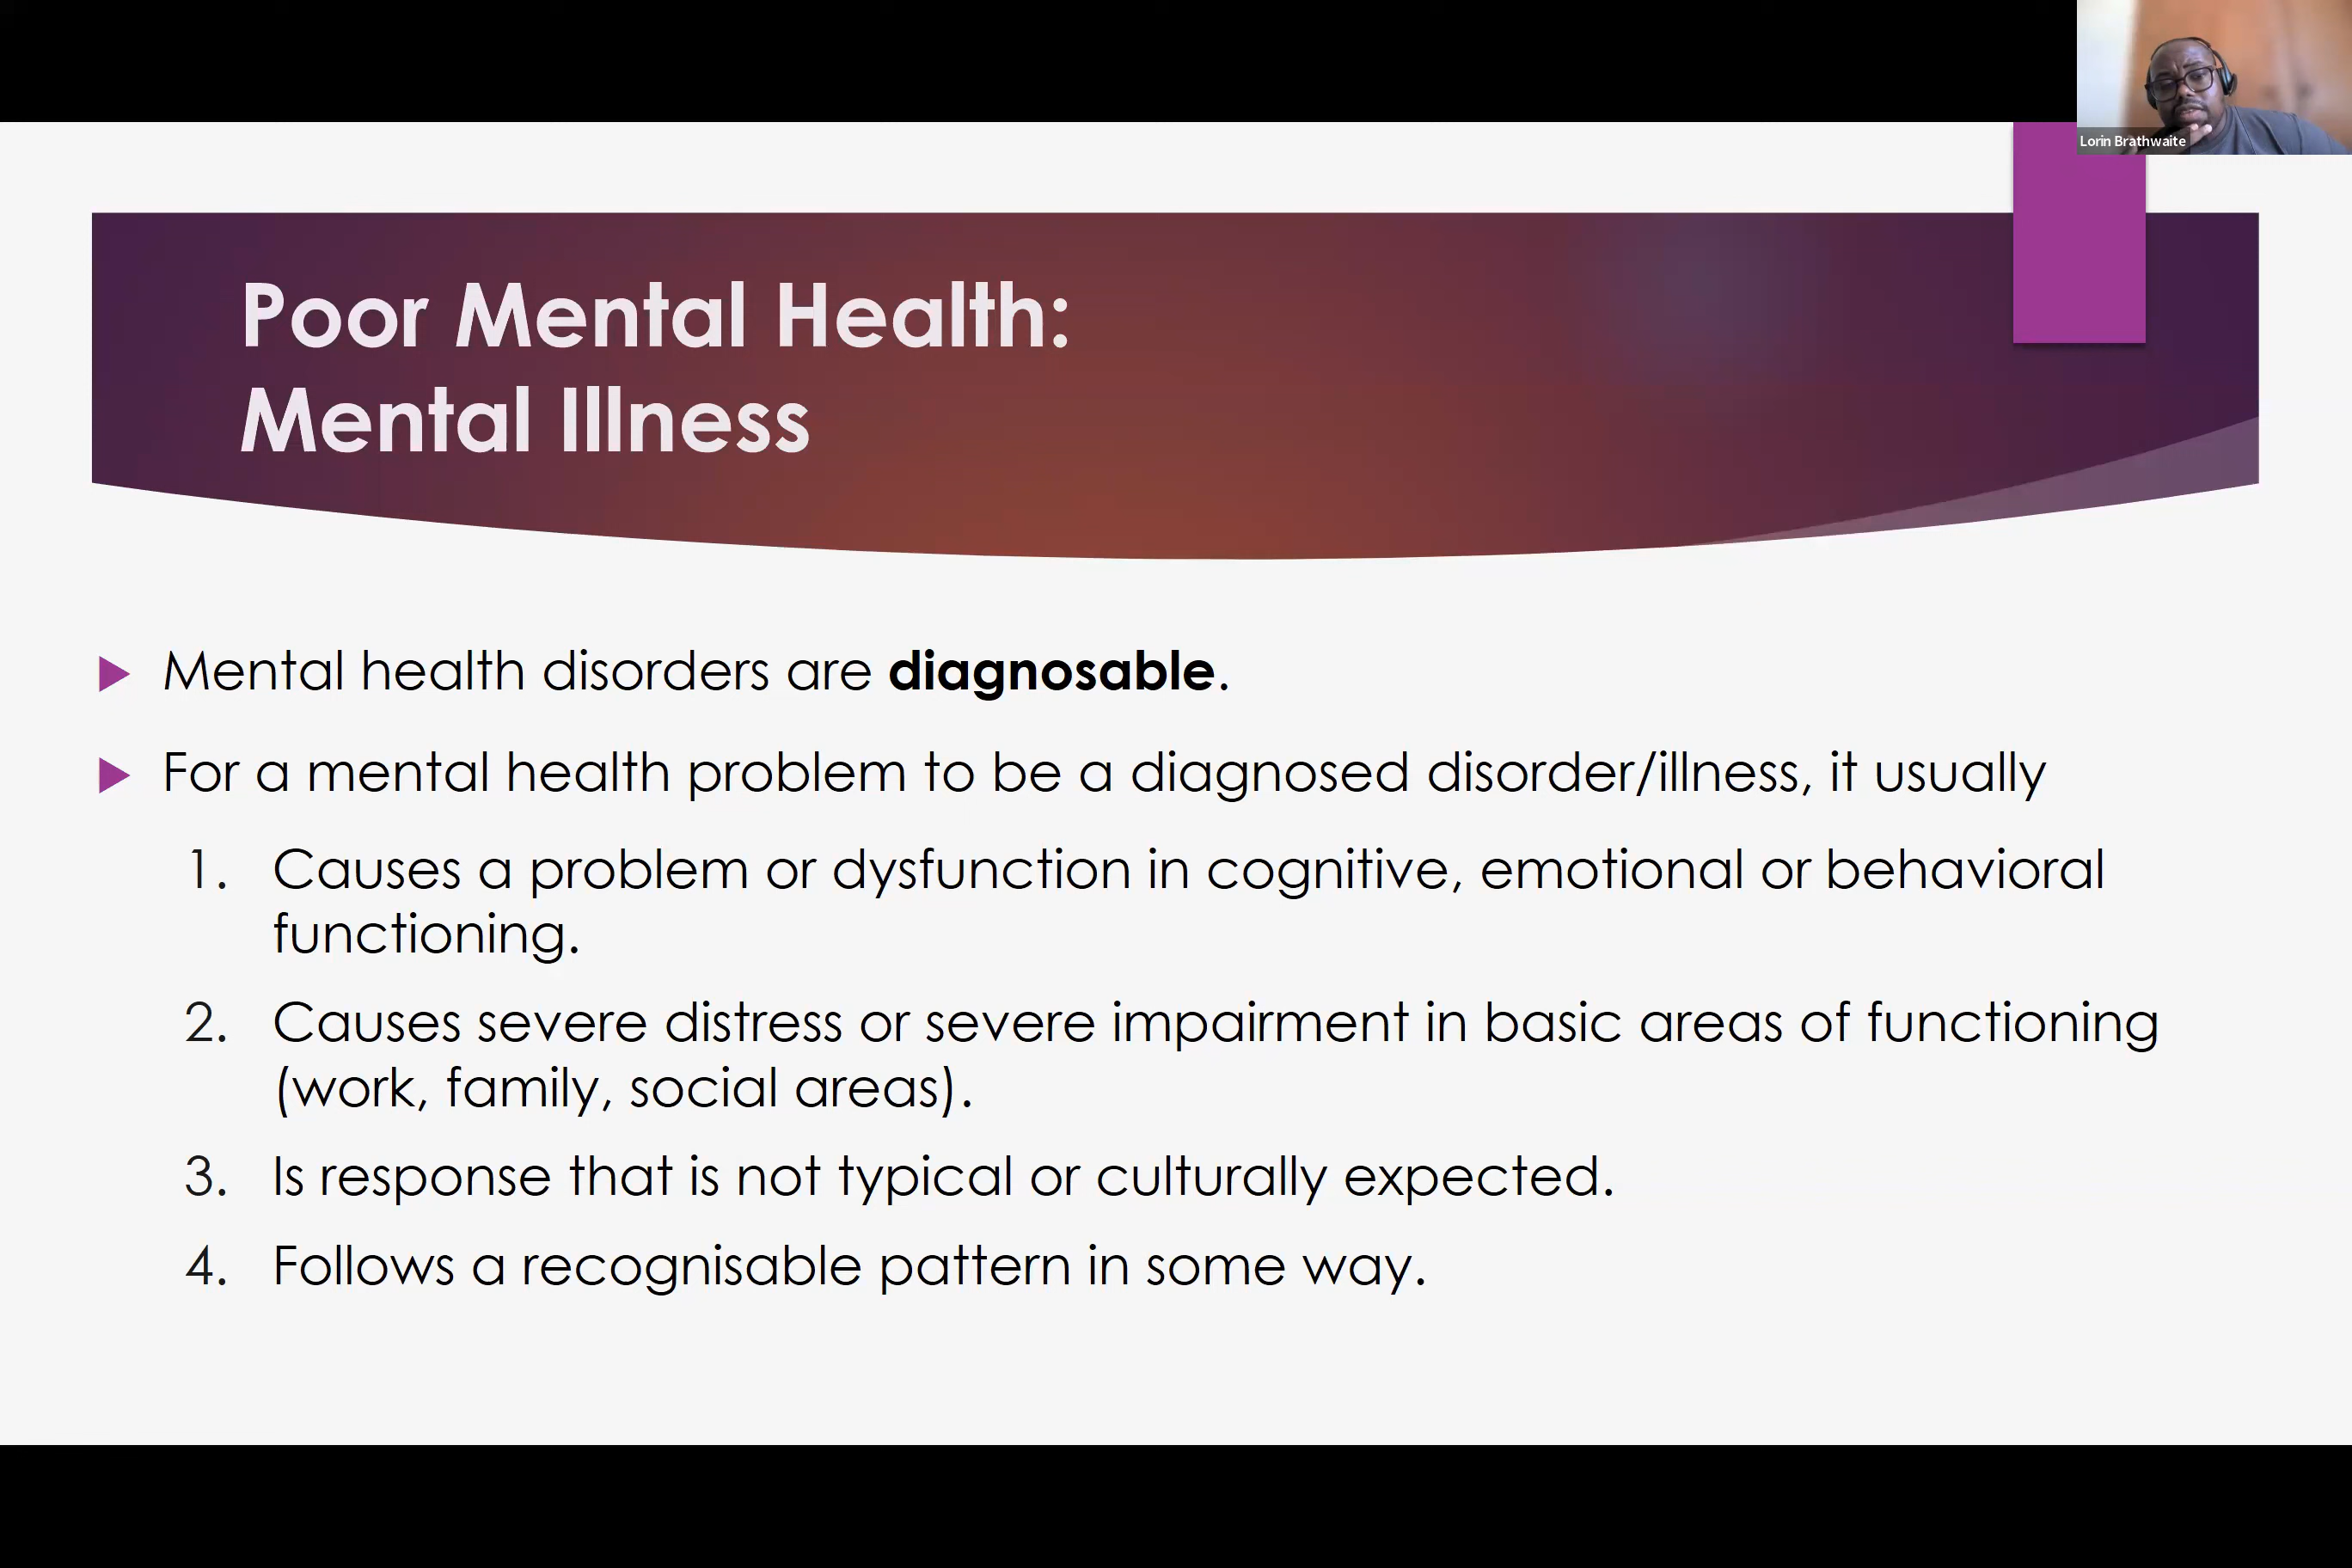 Lorin Brathwaite
Poor Mental Health:
Mental Illness
Mental health disorders are diagnosable.
For a mental health problem to be a diagnosed disorder/illness, it usually
1. Causes a problem or dysfunction in cognitive, emotional or behavioral
functioning.
2. Causes severe distress or severe impairment in basic areas of functioning
(work, family, social areas).
3. Is response that is not typical or culturally expected.
4. Follows a recognisable pattern in some way.